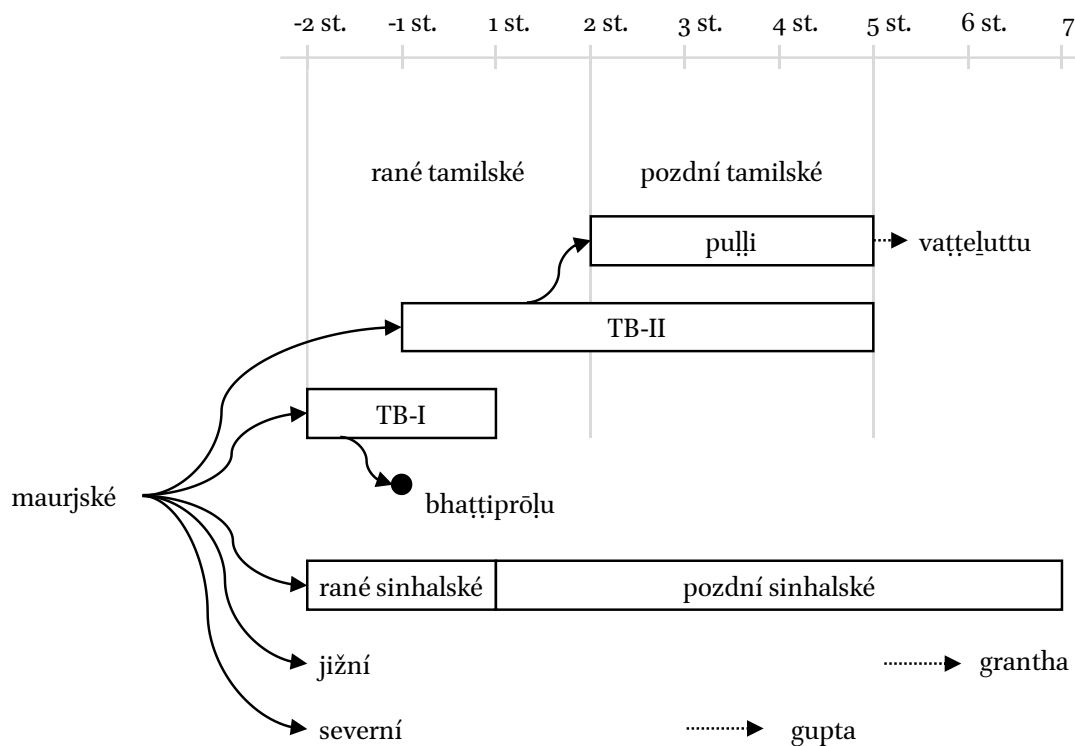 -2 st. -1 st. 1 st. 2 st. 3 st. 4 st. 5 st. 6 st. 7
rané tamilské pozdní tamilské
puḷḷi vaṭṭeḻuttu
TB-II
TB-I
maurjské bhaṭṭiprōḷu
rané sinhalské pozdní sinhalské
jižní grantha
severní gupta